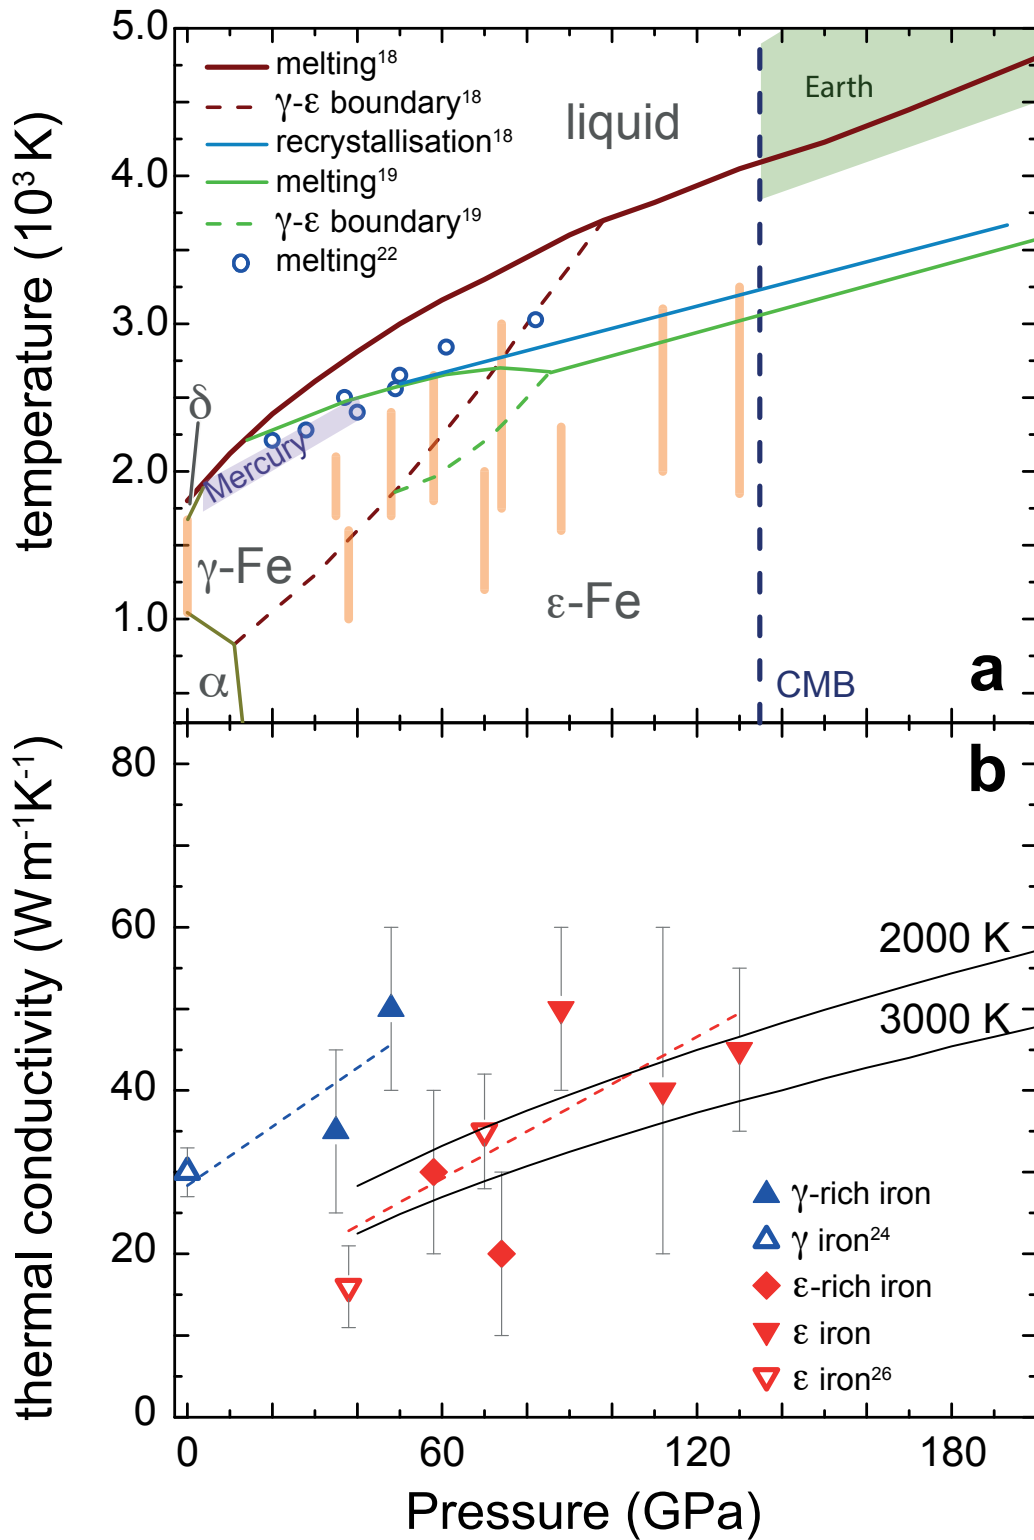 5.0
4.0
3.0
2.0
1.0
temperature (10³ K)
melting¹⁸
γ-ε boundary¹⁸
recrystallisation¹⁸
melting¹⁹
γ-ε boundary¹⁹
melting²²
liquid
Earth
δ
Mercury
γ-Fe
ε-Fe
α
CMB
a
b
80
60
40
20
0
thermal conductivity (Wm⁻¹K⁻¹)
2000 K
3000 K
γ-rich iron
γ iron²⁴
ε-rich iron
ε iron
ε iron²⁶
0 60 120 180
Pressure (GPa)